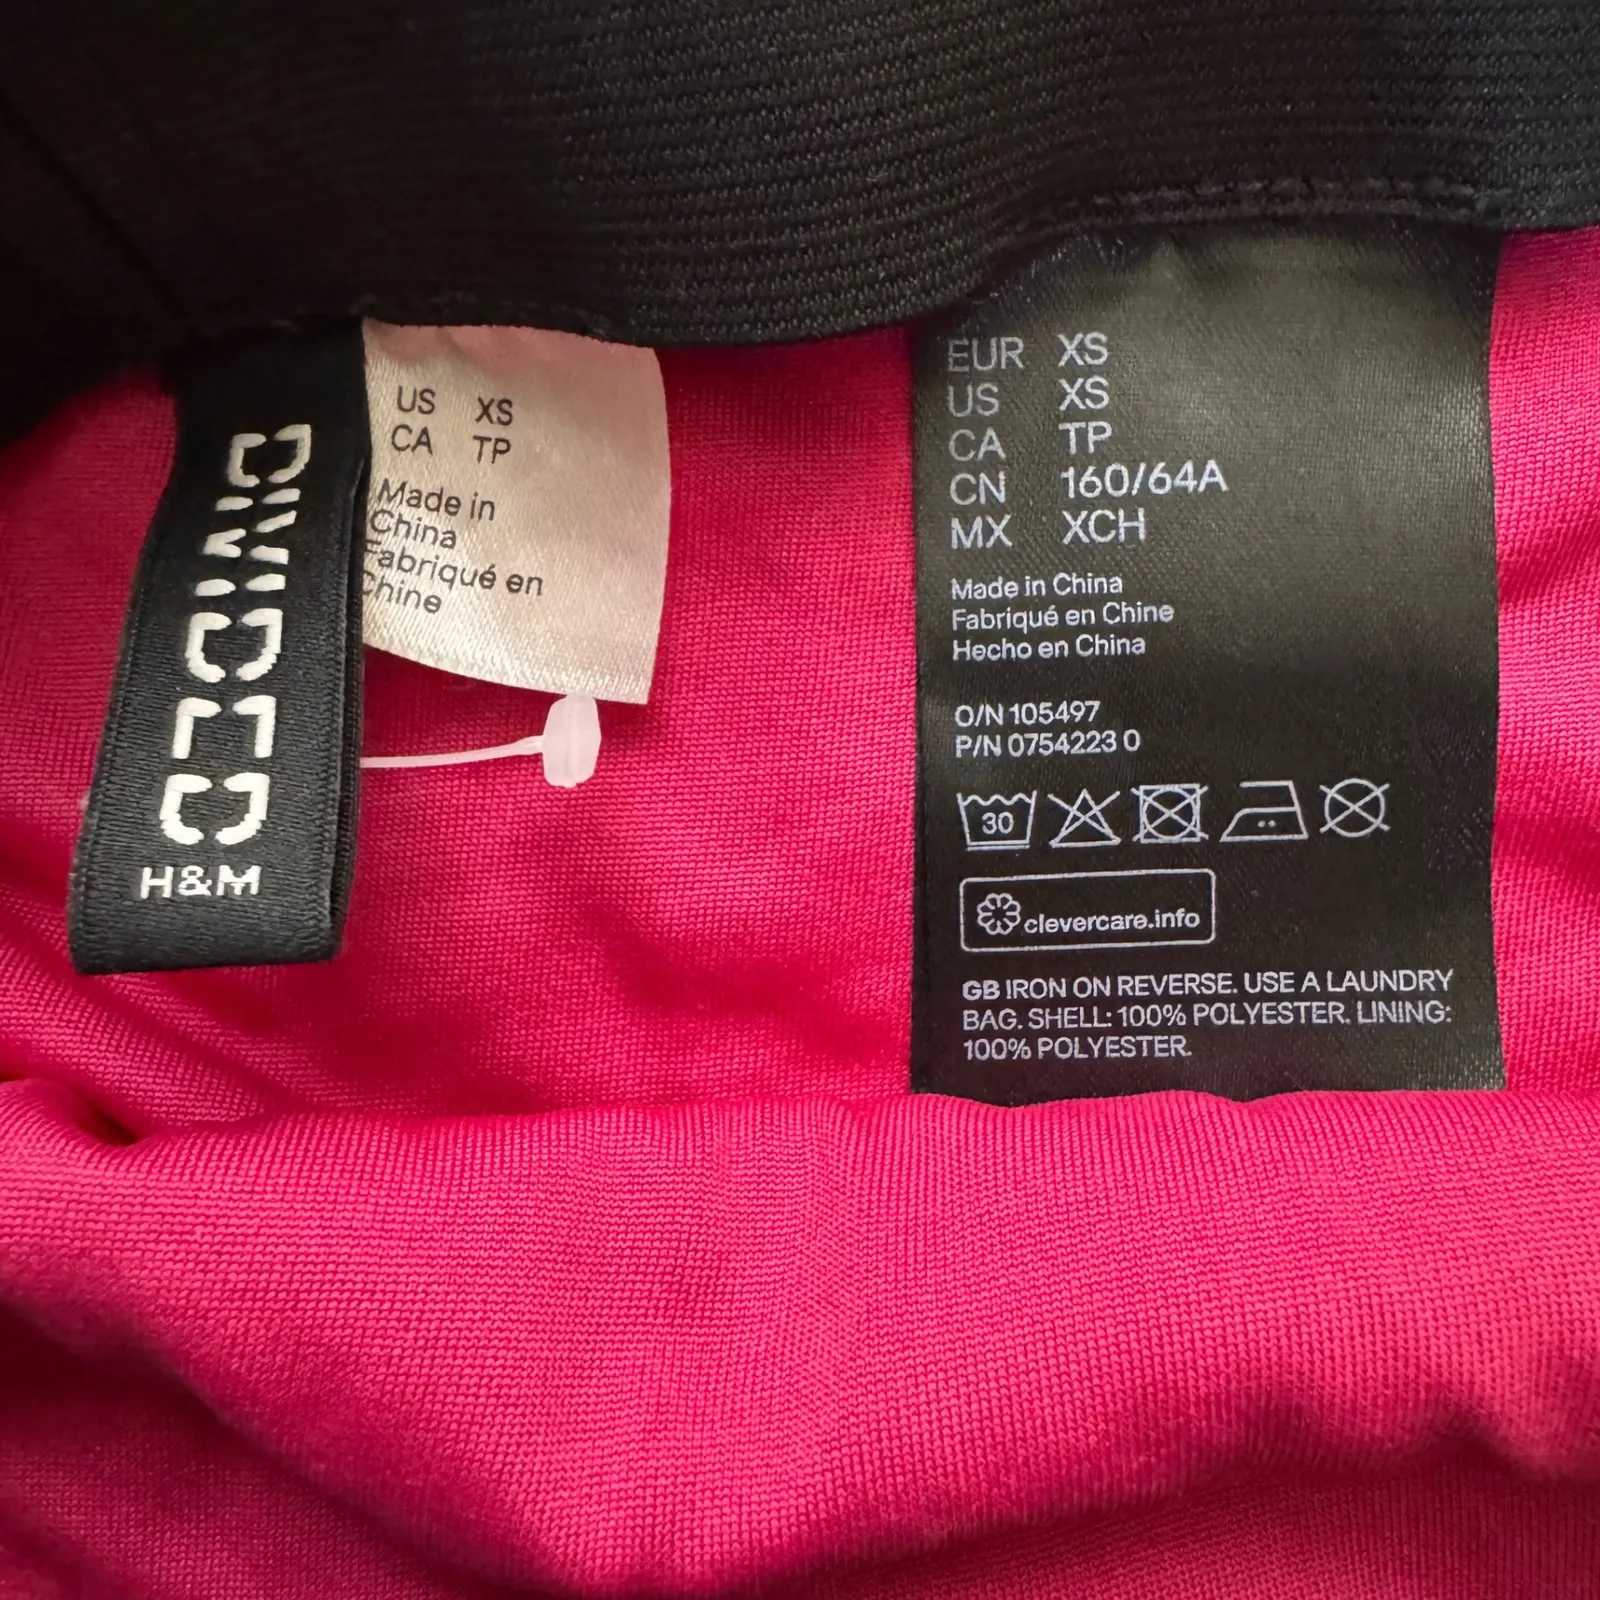 DIVIDED
H&M
US XS
CA TP
Made in
China
Fabriqué en
Chine
EUR XS
US XS
CA TP
CN 160/64A
MX XCH
Made in China
Fabriqué en Chine
Hecho en China
O/N 105497
P/N 0754223 0
30
clevercare.info
GB IRON ON REVERSE. USE A LAUNDRY
BAG. SHELL: 100% POLYESTER. LINING:
100% POLYESTER.